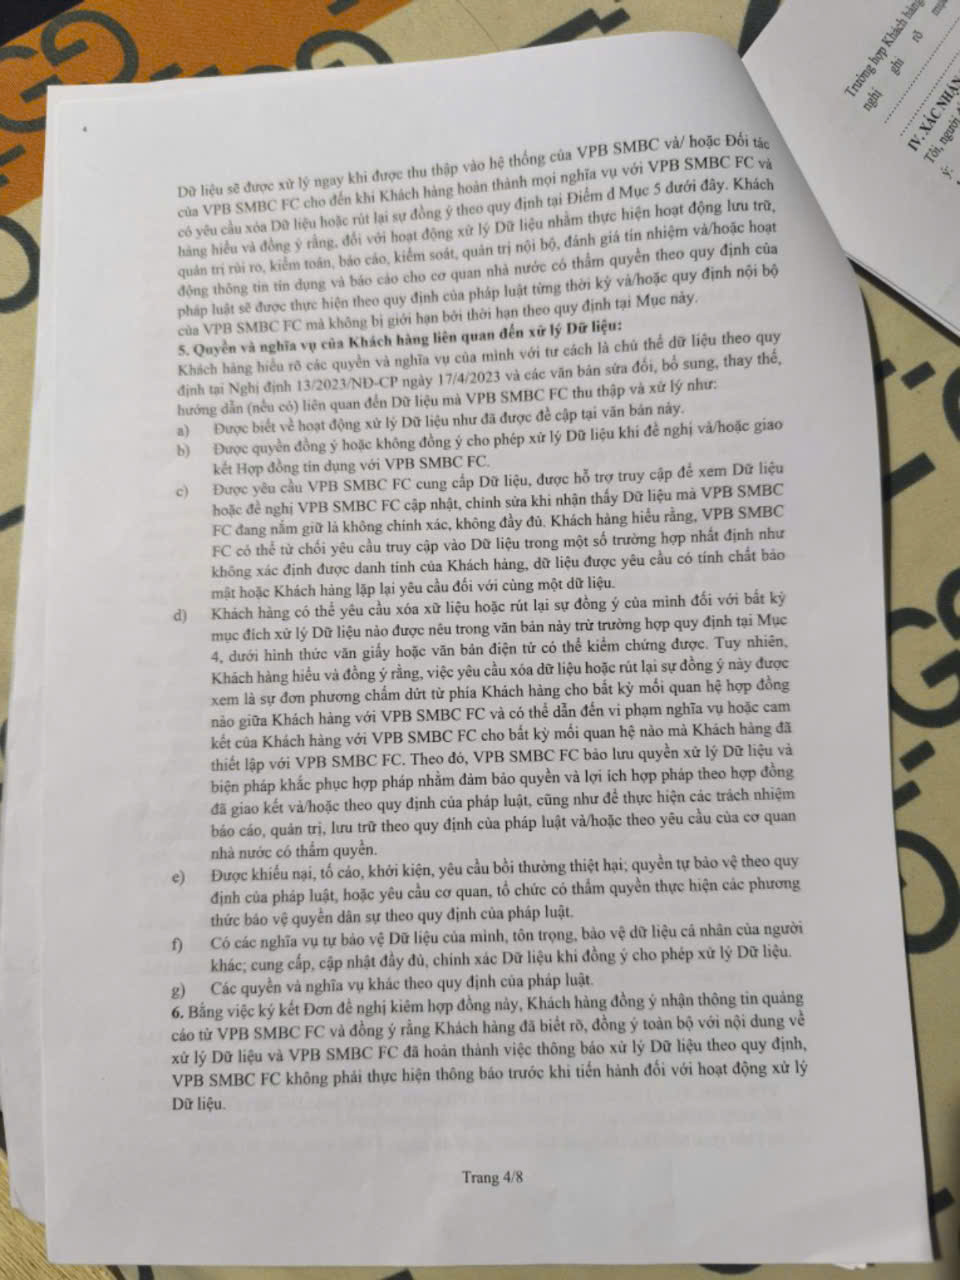 Dữ liệu sẽ được xử lý ngay khi được thu thập vào hệ thống của VPB SMBC và/ hoặc Đối tác
của VPB SMBC FC cho đến khi Khách hàng hoàn thành mọi nghĩa vụ với VPB SMBC FC và
có yêu cầu xóa Dữ liệu hoặc rút lại sự đồng ý theo quy định tại Điểm d Mục 5 dưới đây. Khách
hàng hiểu và đồng ý rằng, đối với hoạt động xử lý Dữ liệu nhằm thực hiện hoạt động lưu trữ,
quản trị rủi ro, kiểm toán, báo cáo, kiểm soát, quản trị nội bộ, đánh giá tín nhiệm và/hoặc hoạt
động thông tin tín dụng và báo cáo cho cơ quan nhà nước có thẩm quyền theo quy định của
pháp luật sẽ được thực hiện theo quy định của pháp luật từng thời kỳ và/hoặc quy định nội bộ
của VPB SMBC FC mà không bị giới hạn bởi thời hạn theo quy định tại Mục này.
5. Quyền và nghĩa vụ của Khách hàng liên quan đến xử lý Dữ liệu:
Khách hàng hiểu rõ các quyền và nghĩa vụ của mình với tư cách là chủ thể dữ liệu theo quy
định tại Nghị định 13/2023/NĐ-CP ngày 17/4/2023 và các văn bản sửa đổi, bổ sung, thay thế,
hướng dẫn (nếu có) liên quan đến Dữ liệu mà VPB SMBC FC thu thập và xử lý như:
a) Được biết về hoạt động xử lý Dữ liệu như đã được đề cập tại văn bản này.
b) Được quyền đồng ý hoặc không đồng ý cho phép xử lý Dữ liệu khi đề nghị và/hoặc giao
kết Hợp đồng tín dụng với VPB SMBC FC.
c) Được yêu cầu VPB SMBC FC cung cấp Dữ liệu, được hỗ trợ truy cập để xem Dữ liệu
hoặc đề nghị VPB SMBC FC cập nhật, chỉnh sửa khi nhận thấy Dữ liệu mà VPB SMBC
FC đang nắm giữ là không chính xác, không đầy đủ. Khách hàng hiểu rằng, VPB SMBC
FC có thể từ chối yêu cầu truy cập vào Dữ liệu trong một số trường hợp nhất định như
không xác định được danh tính của Khách hàng, dữ liệu được yêu cầu có tính chất bảo
mật hoặc Khách hàng lặp lại yêu cầu đối với cùng một dữ liệu.
d) Khách hàng có thể yêu cầu xóa xữ liệu hoặc rút lại sự đồng ý của mình đối với bất kỳ
mục đích xử lý Dữ liệu nào được nêu trong văn bản này trừ trường hợp quy định tại Mục
4, dưới hình thức văn giấy hoặc văn bản điện tử có thể kiểm chứng được. Tuy nhiên,
Khách hàng hiểu và đồng ý rằng, việc yêu cầu xóa dữ liệu hoặc rút lại sự đồng ý này được
xem là sự đơn phương chấm dứt từ phía Khách hàng cho bất kỳ mối quan hệ hợp đồng
nào giữa Khách hàng với VPB SMBC FC và có thể dẫn đến vi phạm nghĩa vụ hoặc cam
kết của Khách hàng với VPB SMBC FC cho bất kỳ mối quan hệ nào mà Khách hàng đã
thiết lập với VPB SMBC FC. Theo đó, VPB SMBC FC bảo lưu quyền xử lý Dữ liệu và
biện pháp khắc phục hợp pháp nhằm đảm bảo quyền và lợi ích hợp pháp theo hợp đồng
đã giao kết và/hoặc theo quy định của pháp luật, cũng như để thực hiện các trách nhiệm
báo cáo, quản trị, lưu trữ theo quy định của pháp luật và/hoặc theo yêu cầu của cơ quan
nhà nước có thẩm quyền.
e) Được khiếu nại, tố cáo, khởi kiện, yêu cầu bồi thường thiệt hại; quyền tự bảo vệ theo quy
định của pháp luật, hoặc yêu cầu cơ quan, tổ chức có thẩm quyền thực hiện các phương
thức bảo vệ quyền dân sự theo quy định của pháp luật.
f) Có các nghĩa vụ tự bảo vệ Dữ liệu của mình, tôn trọng, bảo vệ dữ liệu cá nhân của người
khác; cung cấp, cập nhật đầy đủ, chính xác Dữ liệu khi đồng ý cho phép xử lý Dữ liệu.
g) Các quyền và nghĩa vụ khác theo quy định của pháp luật.
6. Bằng việc ký kết Đơn đề nghị kiêm hợp đồng này, Khách hàng đồng ý nhận thông tin quảng
cáo từ VPB SMBC FC và đồng ý rằng Khách hàng đã biết rõ, đồng ý toàn bộ với nội dung về
xử lý Dữ liệu và VPB SMBC FC đã hoàn thành việc thông báo xử lý Dữ liệu theo quy định,
VPB SMBC FC không phải thực hiện thông báo trước khi tiến hành đối với hoạt động xử lý
Dữ liệu.
Trang 4/8
Trường hợp Khách hàng
nghị ghi rõ
IV. XÁC NHẬN
Tôi, người
ý: